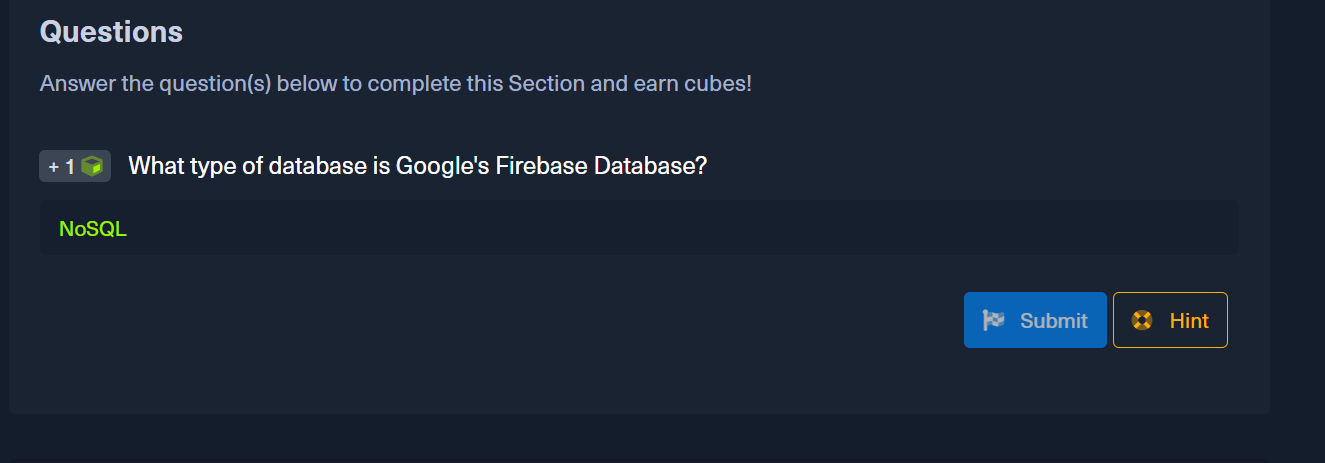 Questions
Answer the question(s) below to complete this Section and earn cubes!
+ 1 What type of database is Google's Firebase Database?
NoSQL
Submit Hint